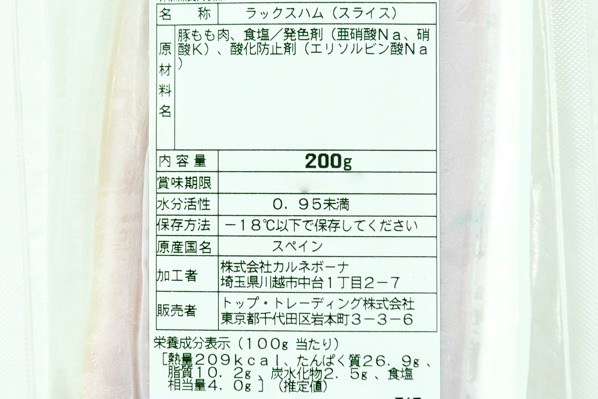 名称 ラックスハム（スライス）
原材料名 豚もも肉、食塩／発色剤（亜硝酸Ｎａ、硝
酸Ｋ）、酸化防止剤（エリソルビン酸Ｎａ
）
内容量 200g
賞味期限
水分活性 ０．９５未満
保存方法 －18℃以下で保存してください
原産国名 スペイン
加工者 株式会社カルネボーナ
埼玉県川越市中台１丁目２－７
販売者 トップ・トレーディング株式会社
東京都千代田区岩本町３－３－６
栄養成分表示（100g 当たり）
［熱量209kcal、たんぱく質26．9g、
脂質10．2g、炭水化物2．5g、食塩
相当量4．0g］（推定値）